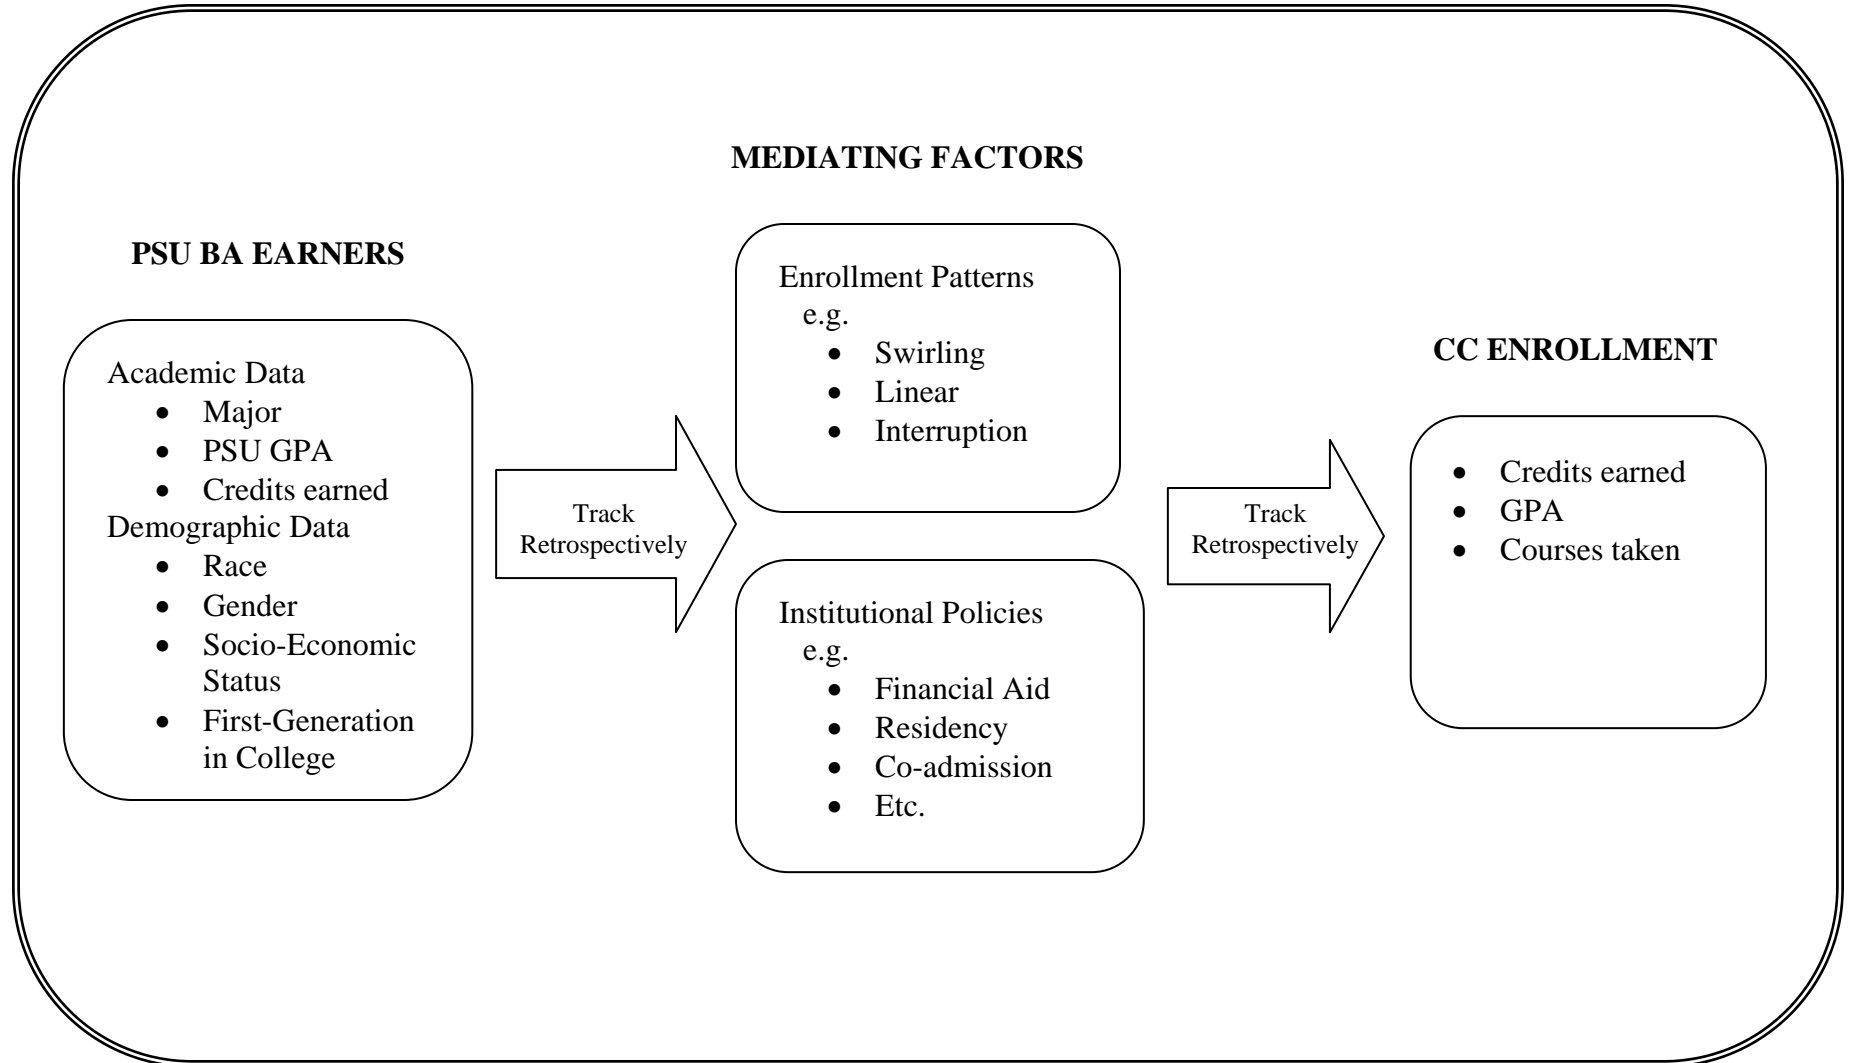 MEDIATING FACTORS
PSU BA EARNERS
Academic Data
• Major
• PSU GPA
• Credits earned
Demographic Data
• Race
• Gender
• Socio-Economic
Status
• First-Generation
in College
Track
Retrospectively
Enrollment Patterns
e.g.
• Swirling
• Linear
• Interruption
Institutional Policies
e.g.
• Financial Aid
• Residency
• Co-admission
• Etc.
Track
Retrospectively
CC ENROLLMENT
• Credits earned
• GPA
• Courses taken